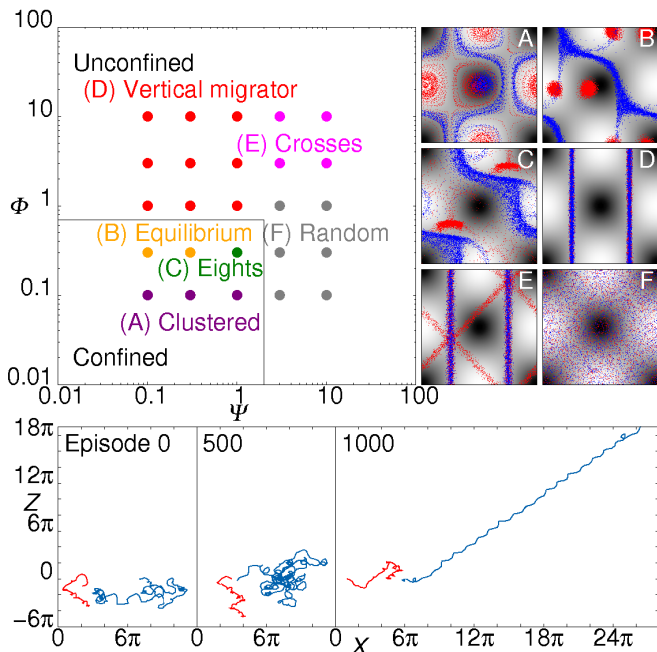 100
Unconfined
(D) Vertical migrator
10
(E) Crosses
Φ
1
(B) Equilibrium
(F) Random
(C) Eights
0.1
(A) Clustered
Confined
0.01
0.01
0.1
1
10
100
Ψ
A
B
C
D
E
F
18π
Episode 0
500
1000
12π
Z
6π
0
−6π
0
6π
0
6π
0
X
6π
12π
18π
24π